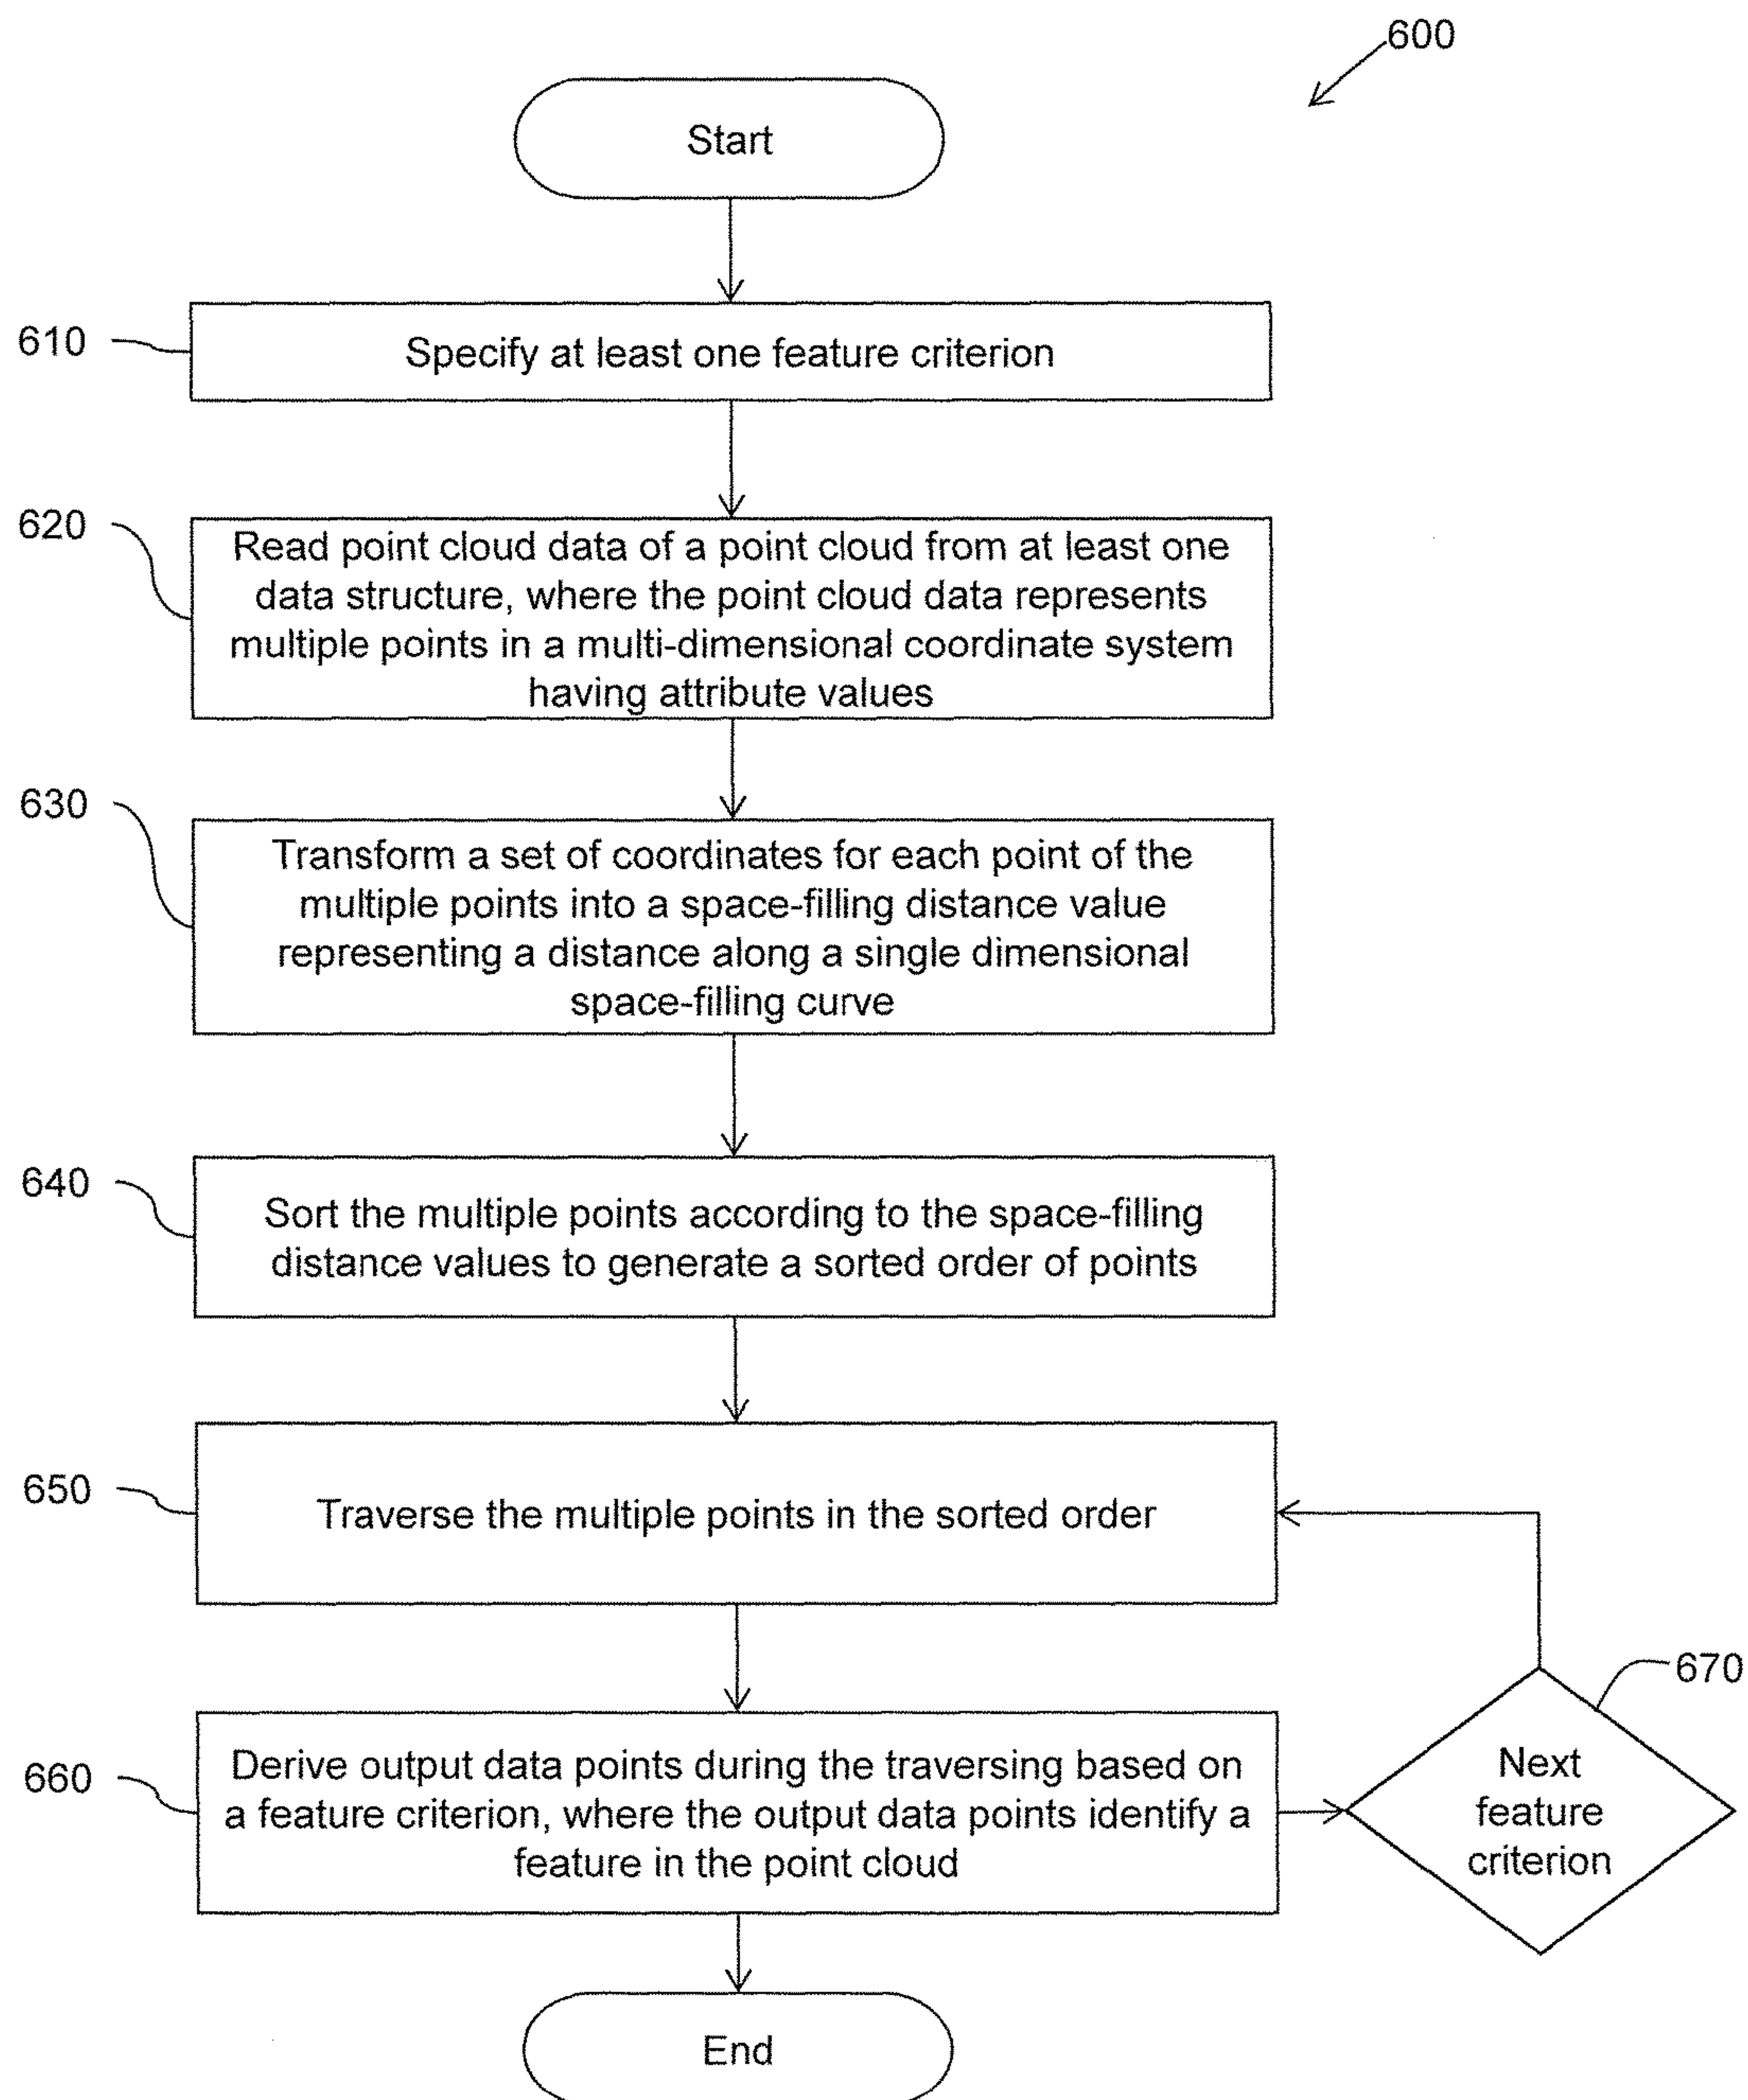 600
Start
610
Specify at least one feature criterion
620
Read point cloud data of a point cloud from at least one
data structure, where the point cloud data represents
multiple points in a multi-dimensional coordinate system
having attribute values
630
Transform a set of coordinates for each point of the
multiple points into a space-filling distance value
representing a distance along a single dimensional
space-filling curve
640
Sort the multiple points according to the space-filling
distance values to generate a sorted order of points
650
Traverse the multiple points in the sorted order
660
Derive output data points during the traversing based on
a feature criterion, where the output data points identify a
feature in the point cloud
670
Next
feature
criterion
End